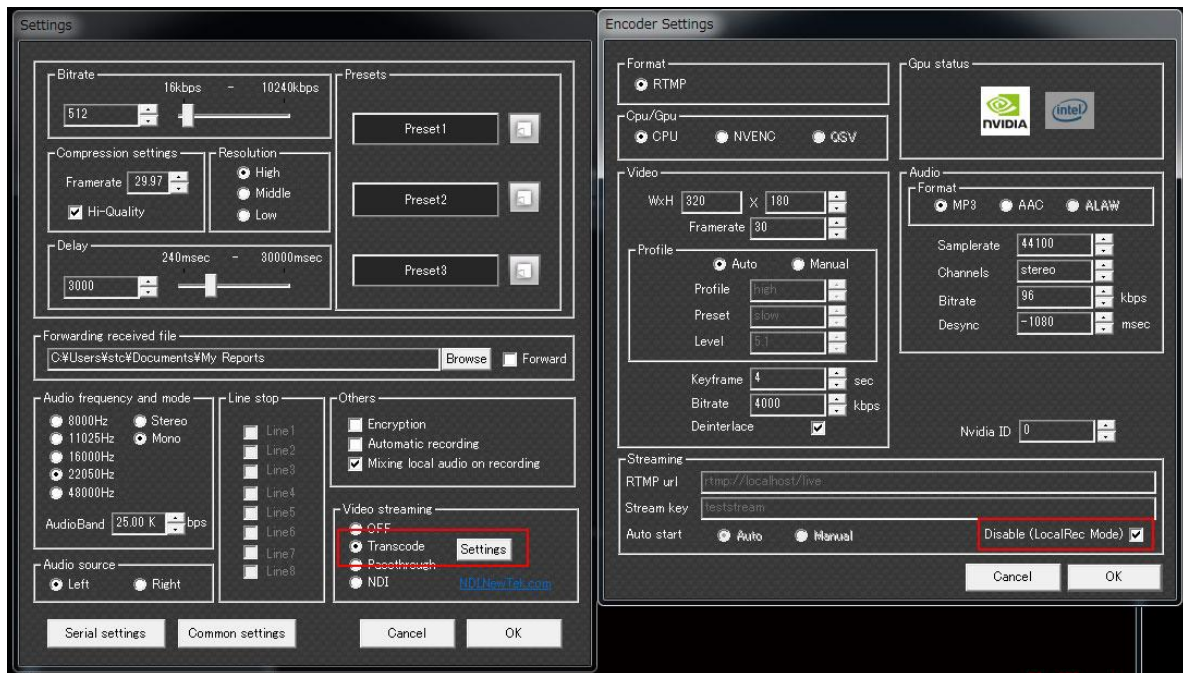 Settings
Bitrate
16kbps - 10240kbps
512
Compression settings
Framerate 29.97
Hi-Quality
Resolution
High
Middle
Low
Delay
240msec - 30000msec
3000
Presets
Preset1
Preset2
Preset3
Forwarding received file
C:¥Users¥stc¥Documents¥My Reports
Browse
Forward
Audio frequency and mode
8000Hz
Stereo
11025Hz
Mono
16000Hz
22050Hz
48000Hz
AudioBand 25.00 K bps
Audio source
Left
Right
Line stop
Line1
Line2
Line3
Line4
Line5
Line6
Line7
Line8
Others
Encryption
Automatic recording
Mixing local audio on recording
Video streaming
OFF
Transcode
Settings
Passthrough
NDI
NDI.NewTek.com
Serial settings
Common settings
Cancel
OK
Encoder Settings
Format
RTMP
Cpu/Gpu
CPU
NVENC
QSV
Gpu status
NVIDIA
intel
Video
WxH 320 X 180
Framerate 30
Profile
Auto
Manual
Profile high
Preset slow
Level 5.1
Keyframe 4 sec
Bitrate 4000 kbps
Deinterlace
Audio
Format
MP3
AAC
ALAW
Samplerate 44100
Channels stereo
Bitrate 96 kbps
Desync -1080 msec
Nvidia ID 0
Streaming
RTMP url rtmp://localhost/live
Stream key teststream
Auto start
Auto
Manual
Disable (LocalRec Mode)
Cancel
OK